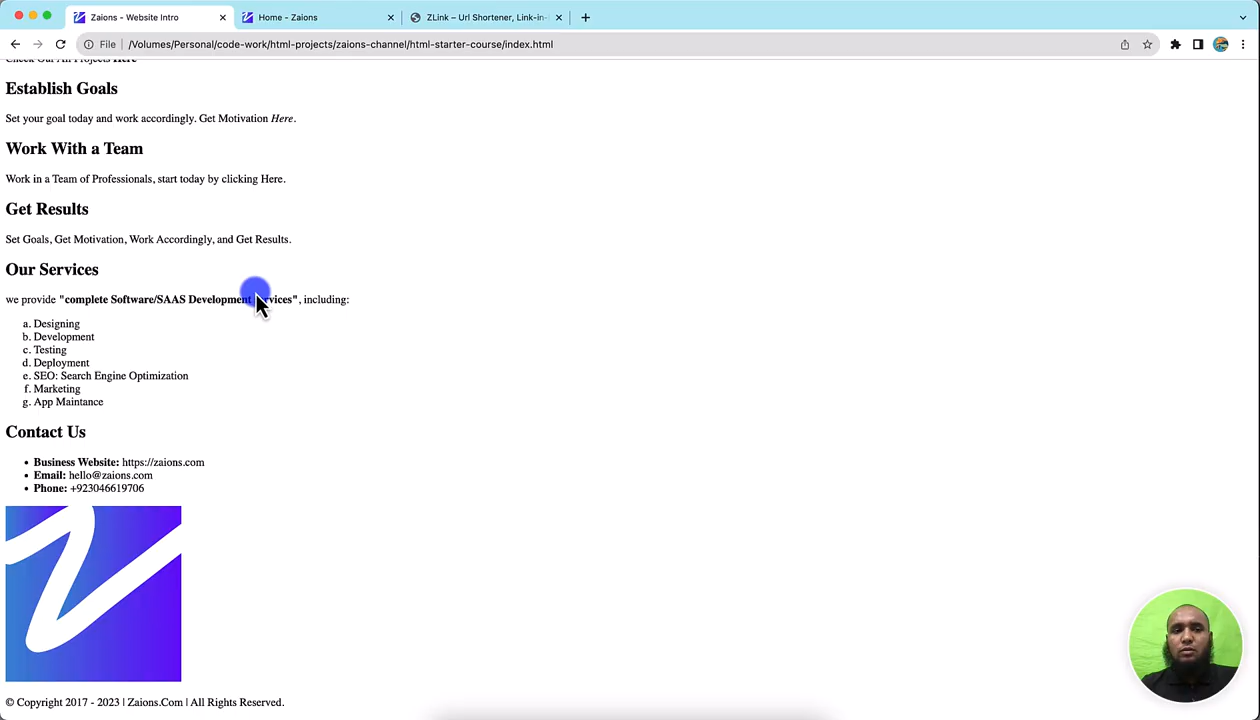 Zaions - Website Intro
Home - Zaions
ZLink – Url Shortener, Link-in-
File
/Volumes/Personal/code-work/html-projects/zaions-channel/html-starter-course/index.html
Check Our All Projects Here
Establish Goals
Set your goal today and work accordingly. Get Motivation Here.
Work With a Team
Work in a Team of Professionals, start today by clicking Here.
Get Results
Set Goals, Get Motivation, Work Accordingly, and Get Results.
Our Services
we provide "complete Software/SAAS Development Services", including:
a. Designing
b. Development
c. Testing
d. Deployment
e. SEO: Search Engine Optimization
f. Marketing
g. App Maintance
Contact Us
• Business Website: https://zaions.com
• Email: hello@zaions.com
• Phone: +923046619706
© Copyright 2017 - 2023 | Zaions.Com | All Rights Reserved.